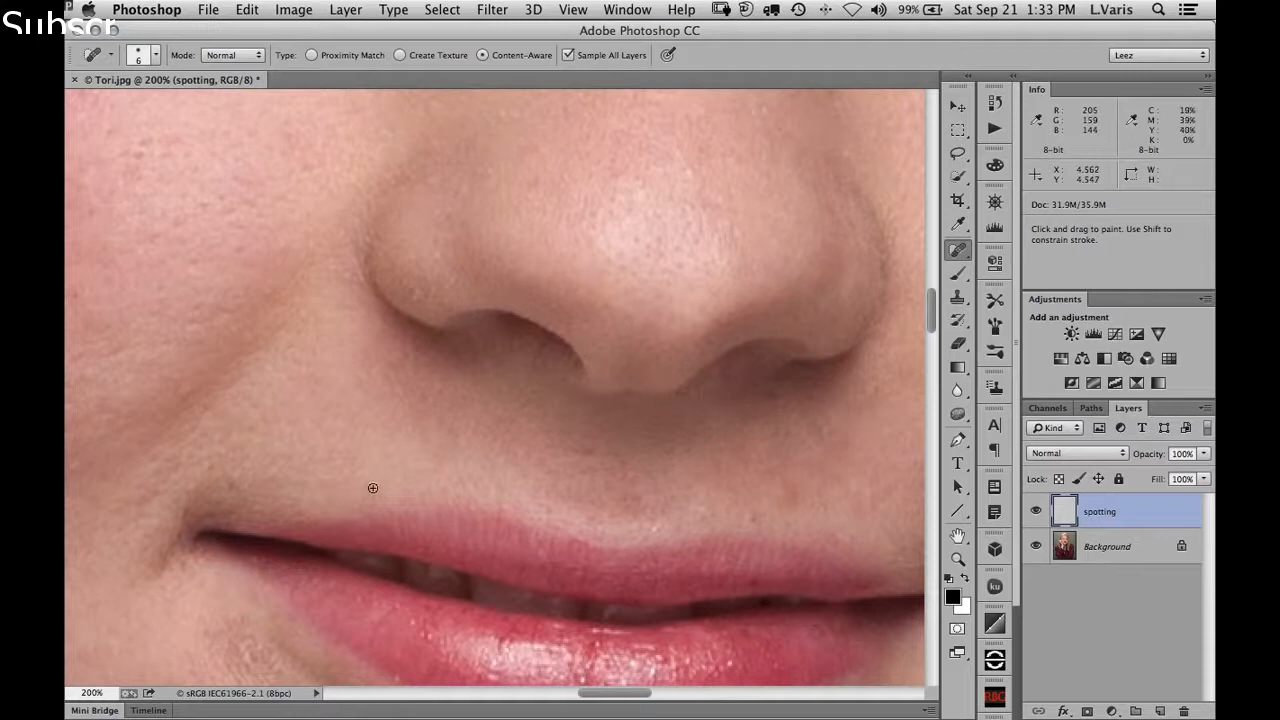 Subscr
Photoshop File Edit Image Layer Type Select Filter 3D View Window Help 99% Sat Sep 21 1:33 PM L.Varis
Adobe Photoshop CC
6 Mode: Normal Type: Proximity Match Create Texture Content-Aware Sample All Layers Leez
× © Tori.jpg @ 200% (spotting, RGB/8) *
Info
R: 205 C: 19%
G: 159 M: 39%
B: 144 Y: 40%
K: 0%
8-bit 8-bit
X: 4.562 W:
Y: 4.547 H:
Doc: 31.9M/35.9M
Click and drag to paint. Use Shift to
constrain stroke.
Adjustments
Add an adjustment
Channels Paths Layers
Kind
Normal Opacity: 100%
Lock: Fill: 100%
spotting
Background
ku
RBC
200% © sRGB IEC61966-2.1 (8bpc)
Mini Bridge Timeline
fx